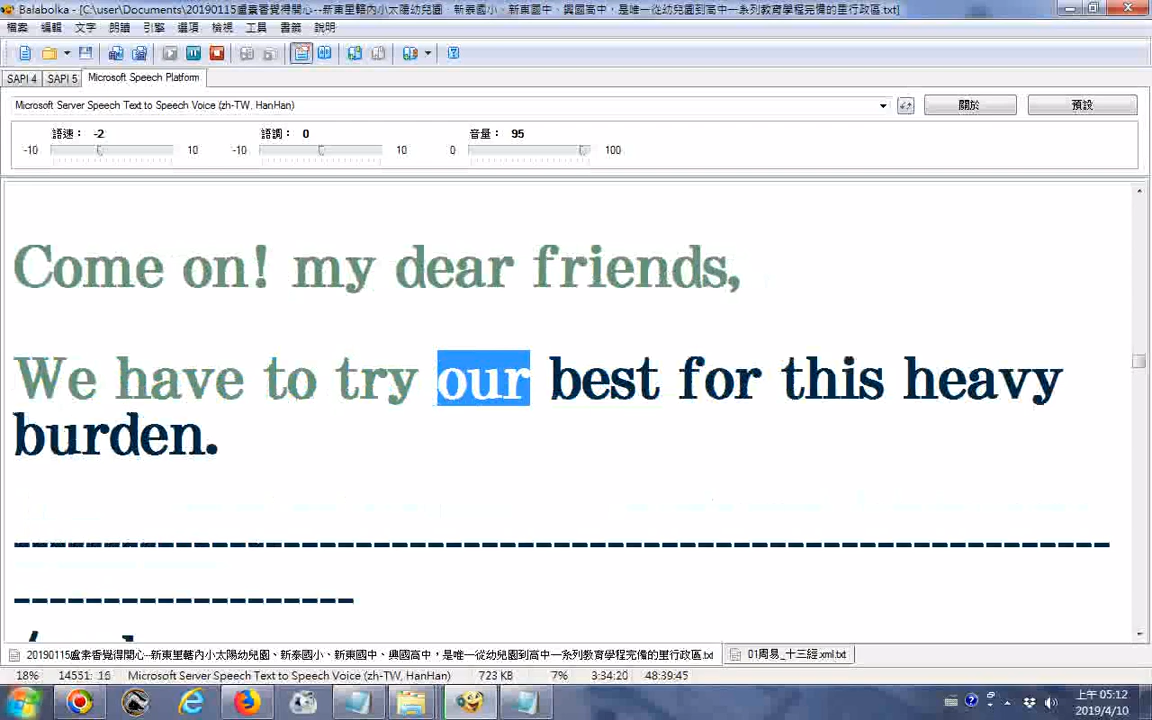 Balabolka - [C:\user\Documents\20190115盧素香覺得開心--新東里轄內小太陽幼兒園、新泰國小、新東國中、興國高中，是唯一從幼兒園到高中一系列教育學程完備的里行政區.txt]
檔案 編輯 文字 朗讀 引擎 選項 檢視 工具 書籤 說明
SAPI 4 SAPI 5 Microsoft Speech Platform
Microsoft Server Speech Text to Speech Voice (zh-TW, HanHan) 關於 預設
語速： -2 語調： 0 音量： 95
-10 10 -10 10 0 100
Come on! my dear friends,
We have to try our best for this heavy
burden.
-------------------------------------------------------
-----------------
20190115盧素香覺得開心--新東里轄內小太陽幼兒園、新泰國小、新東國中、興國高中，是唯一從幼兒園到高中一系列教育學程完備的里行政區.txt 01周易_十三經.xml.txt
18% 14551: 16 Microsoft Server Speech Text to Speech Voice (zh-TW, HanHan) 723 KB 7% 3:34:20 48:39:45
上午 05:12
2019/4/10